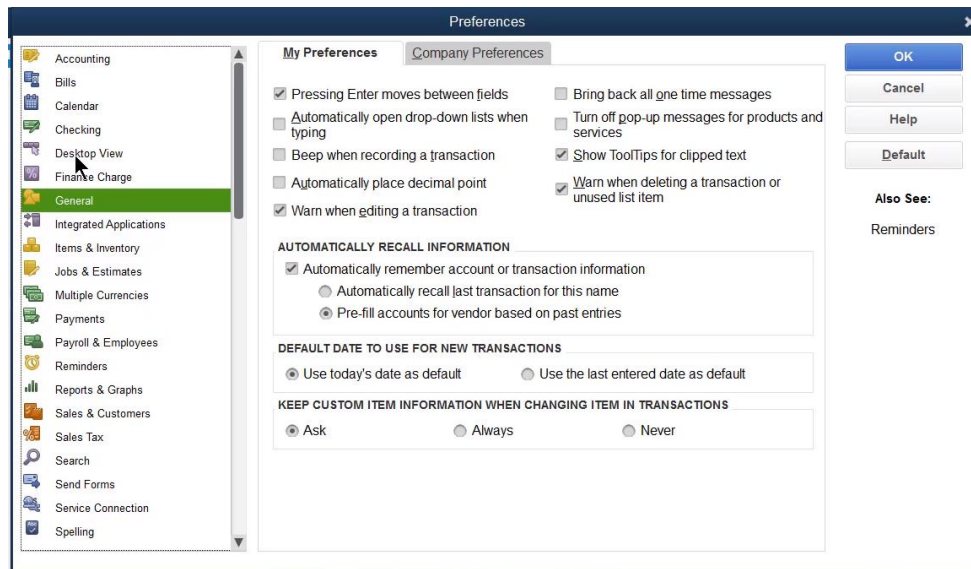 Preferences
Accounting
Bills
Calendar
Checking
Desktop View
Finance Charge
General
Integrated Applications
Items & Inventory
Jobs & Estimates
Multiple Currencies
Payments
Payroll & Employees
Reminders
Reports & Graphs
Sales & Customers
Sales Tax
Search
Send Forms
Service Connection
Spelling
My Preferences
Company Preferences
Pressing Enter moves between fields
Automatically open drop-down lists when
typing
Beep when recording a transaction
Automatically place decimal point
Warn when editing a transaction
Bring back all one time messages
Turn off pop-up messages for products and
services
Show ToolTips for clipped text
Warn when deleting a transaction or
unused list item
AUTOMATICALLY RECALL INFORMATION
Automatically remember account or transaction information
Automatically recall last transaction for this name
Pre-fill accounts for vendor based on past entries
DEFAULT DATE TO USE FOR NEW TRANSACTIONS
Use today's date as default
Use the last entered date as default
KEEP CUSTOM ITEM INFORMATION WHEN CHANGING ITEM IN TRANSACTIONS
Ask
Always
Never
OK
Cancel
Help
Default
Also See:
Reminders